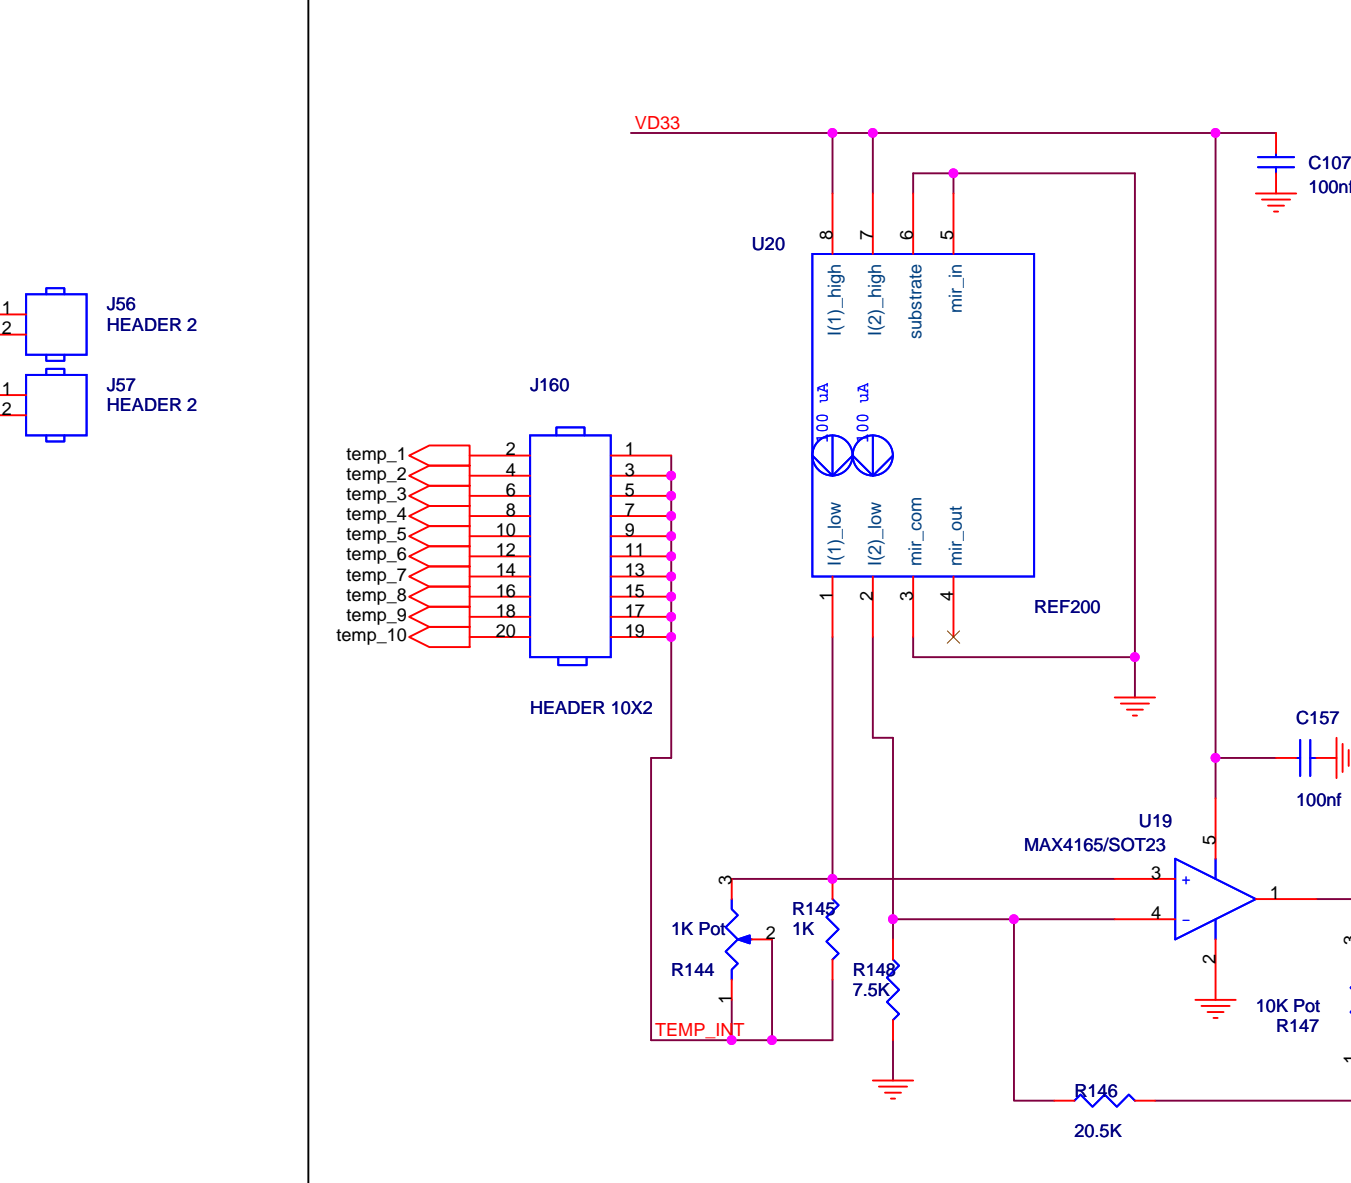 VD33
C107
100nf
U20
8
7
6
5
I(1)_high
I(2)_high
substrate
mir_in
100 uA
100 uA
I(1)_low
I(2)_low
mir_com
mir_out
1
2
3
4
REF200
1
2
J56
HEADER 2
1
2
J57
HEADER 2
J160
temp_1 2 1
temp_2 4 3
temp_3 6 5
temp_4 8 7
temp_5 10 9
temp_6 12 11
temp_7 14 13
temp_8 16 15
temp_9 18 17
temp_10 20 19
HEADER 10X2
C157
100nf
U19
MAX4165/SOT23
5
3
+
4
-
1
2
3
1K Pot
2
R144
1
R145
1K
R148
7.5K
TEMP_INT
3
10K Pot
R147
1
R146
20.5K